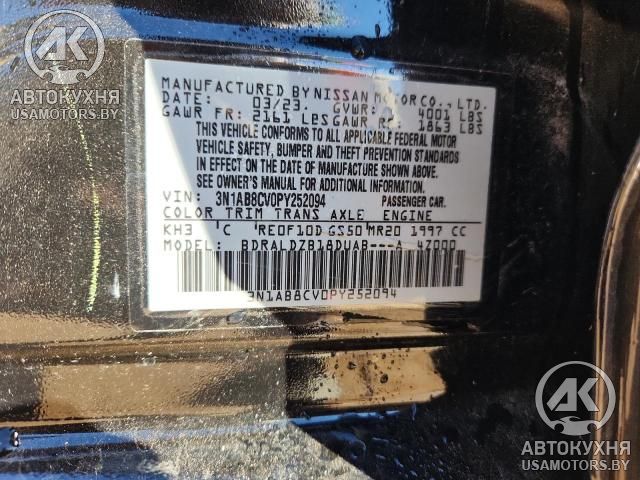 АК
АВТОКУХНЯ
USAMOTORS.BY
MANUFACTURED BY NISSAN MOTOR CO., LTD.
DATE: 03/23. GVWR: 4001 LBS
GAWR FR: 2161 LBS GAWR RR: 1863 LBS
THIS VEHICLE CONFORMS TO ALL APPLICABLE FEDERAL MOTOR
VEHICLE SAFETY, BUMPER AND THEFT PREVENTION STANDARDS
IN EFFECT ON THE DATE OF MANUFACTURE SHOWN ABOVE.
SEE OWNER'S MANUAL FOR ADDITIONAL INFORMATION.
VIN: 3N1AB8CV0PY252094 PASSENGER CAR.
COLOR TRIM TRANS AXLE ENGINE
KH3 C RE0F10D GS50 MR20 1997 CC
MODEL: BDRALDZB18DUAB---A 4Z000
3N1AB8CV0PY252094
АК
АВТОКУХНЯ
USAMOTORS.BY